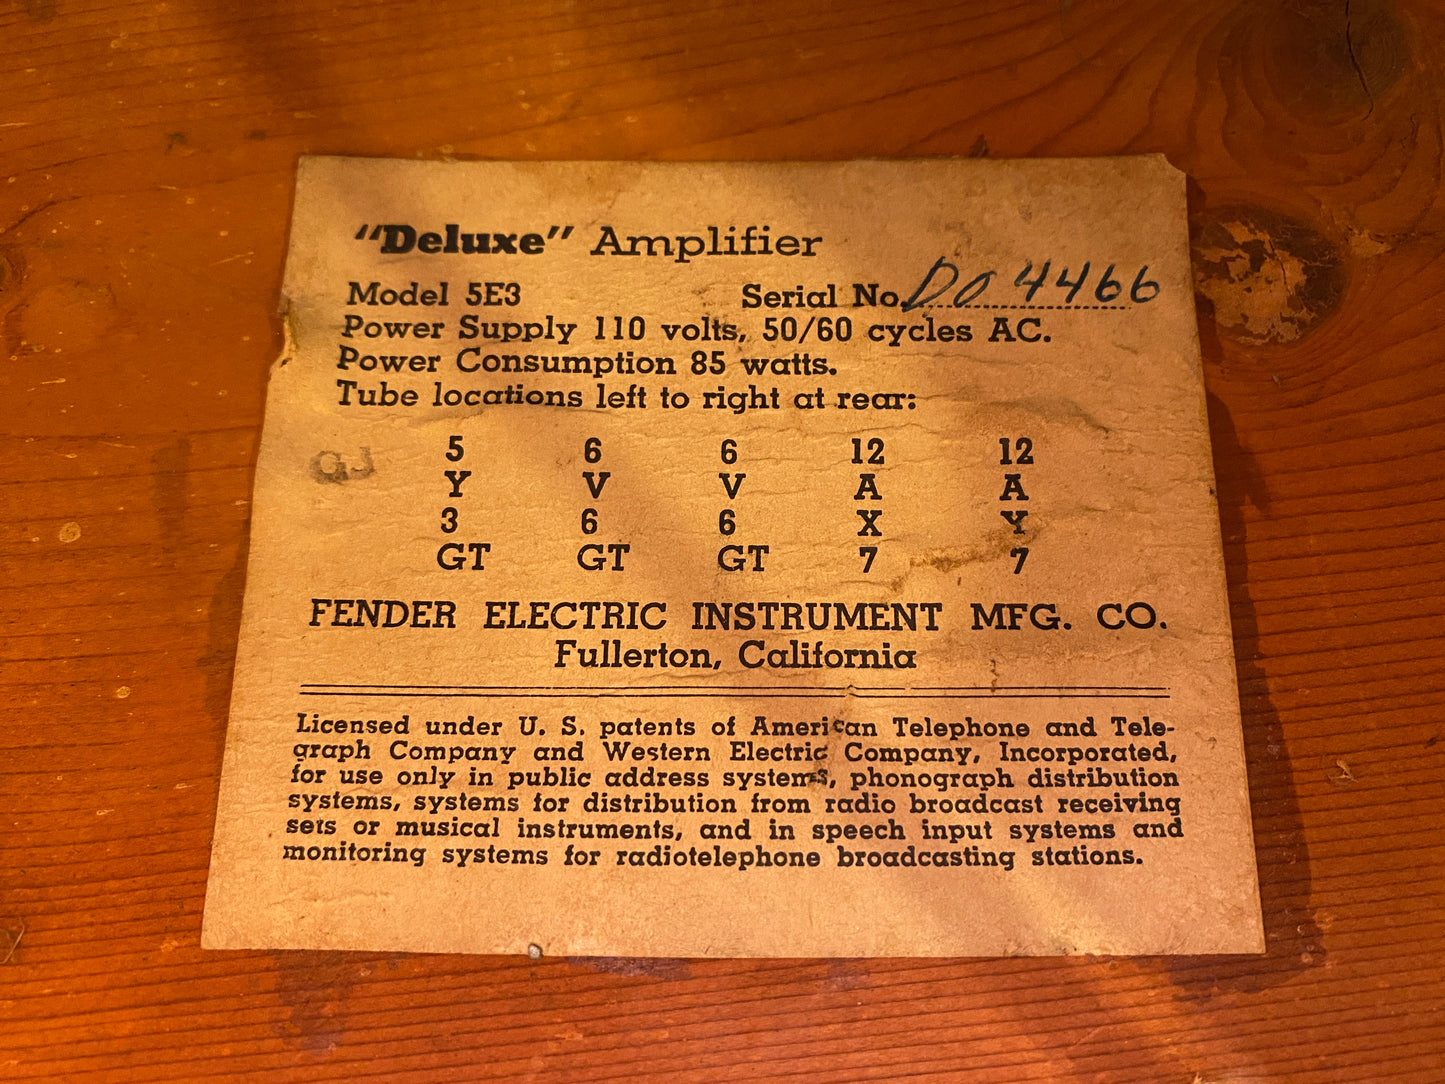 "Deluxe" Amplifier
Model 5E3 Serial No. D04466
Power Supply 110 volts, 50/60 cycles AC.
Power Consumption 85 watts.
Tube locations left to right at rear:
5 6 6 12 12
GJ Y V V A A
3 6 6 X Y
GT GT GT 7 7
FENDER ELECTRIC INSTRUMENT MFG. CO.
Fullerton, California
Licensed under U. S. patents of American Telephone and Tele-
graph Company and Western Electric Company, Incorporated,
for use only in public address systems, phonograph distribution
systems, systems for distribution from radio broadcast receiving
sets or musical instruments, and in speech input systems and
monitoring systems for radiotelephone broadcasting stations.